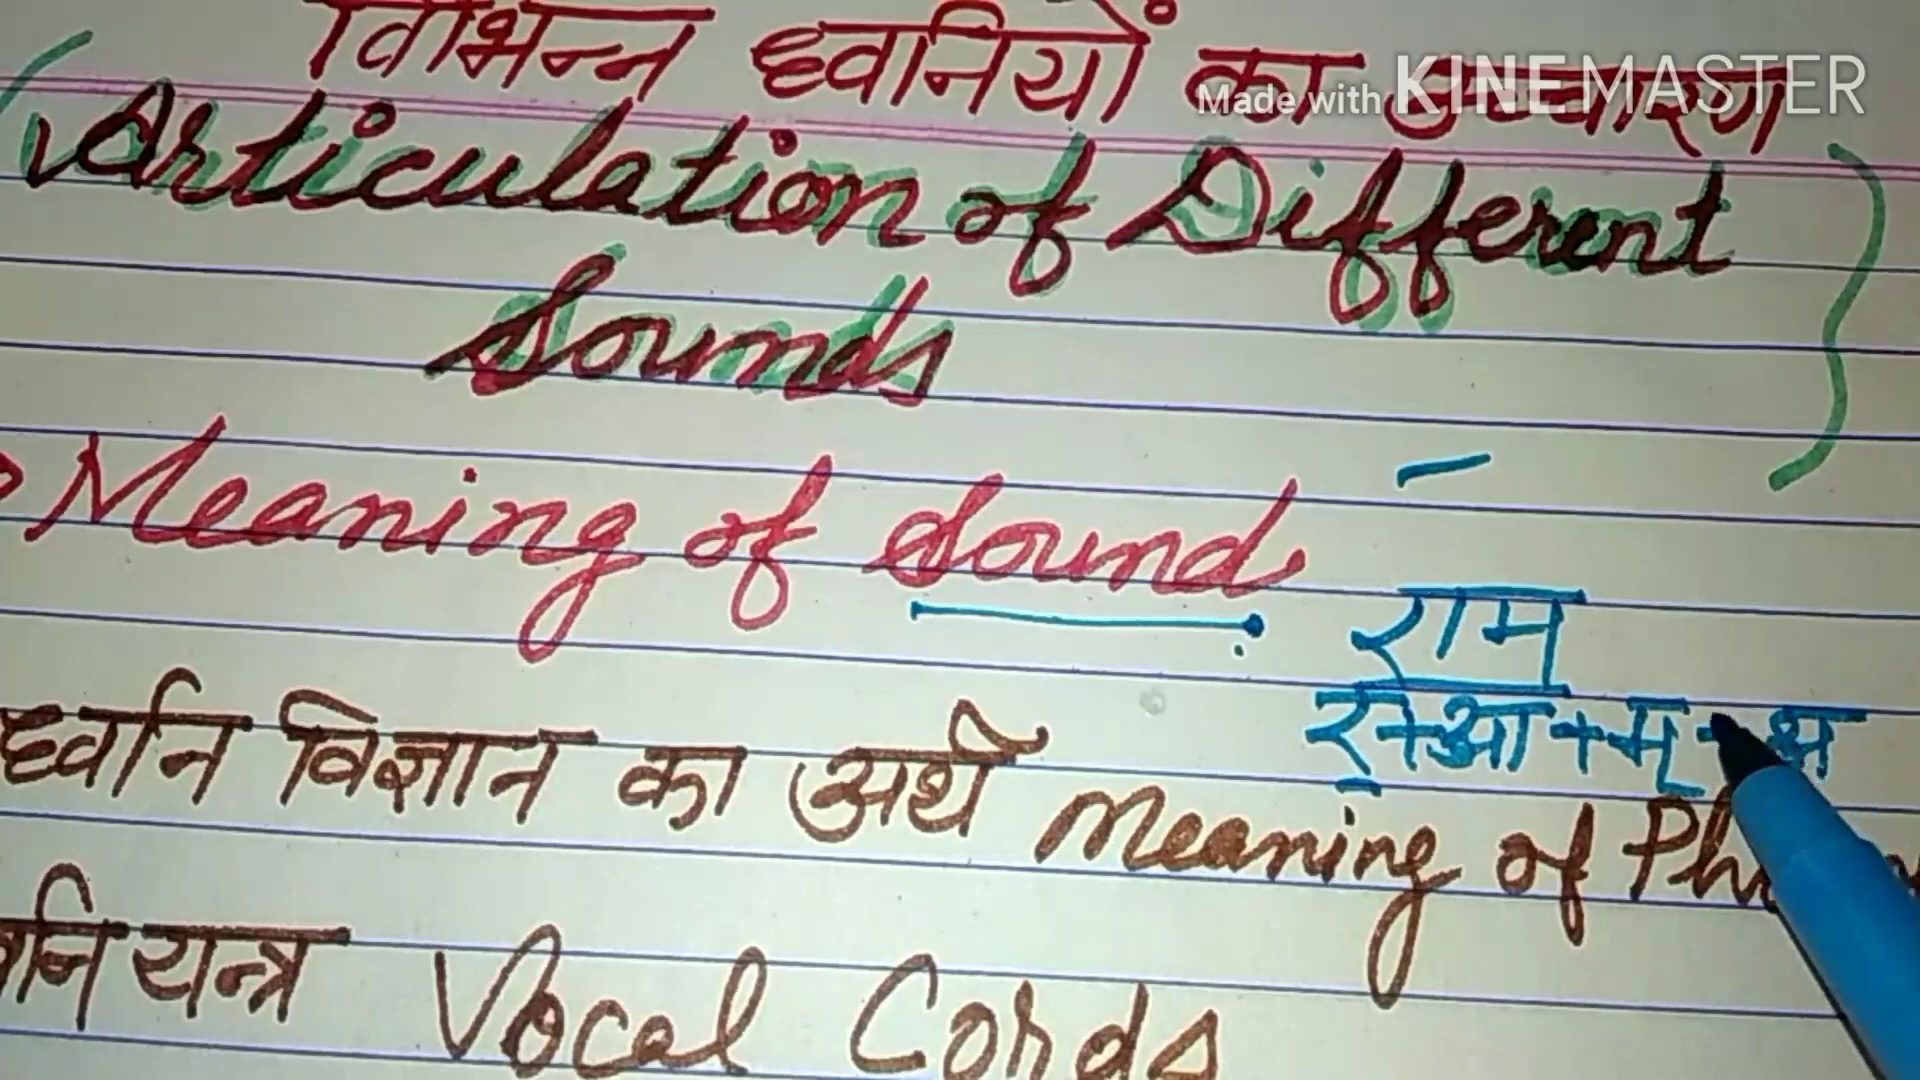 विभिन्न ध्वनियों का उच्चारण
Made with KINEMASTER
(Articulation of Different
Sounds)
Meaning of Sound
राम
र्+आ+म्+अ
ध्वनि विज्ञान का अर्थ Meaning of
यन्त्र Vocal Cords